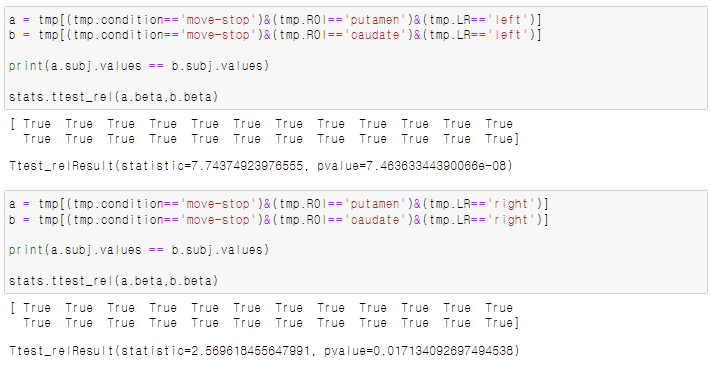 a = tmp[(tmp.condition=='move-stop')&(tmp.ROI=='putamen')&(tmp.LR=='left')]
b = tmp[(tmp.condition=='move-stop')&(tmp.ROI=='caudate')&(tmp.LR=='left')]
print(a.subj.values == b.subj.values)
stats.ttest_rel(a.beta,b.beta)
[ True  True  True  True  True  True  True  True  True  True  True  True
  True  True  True  True  True  True  True  True  True  True  True  True]
Ttest_relResult(statistic=7.74374923976555, pvalue=7.46363344390066e-08)
a = tmp[(tmp.condition=='move-stop')&(tmp.ROI=='putamen')&(tmp.LR=='right')]
b = tmp[(tmp.condition=='move-stop')&(tmp.ROI=='caudate')&(tmp.LR=='right')]
print(a.subj.values == b.subj.values)
stats.ttest_rel(a.beta,b.beta)
[ True  True  True  True  True  True  True  True  True  True  True  True
  True  True  True  True  True  True  True  True  True  True  True  True]
Ttest_relResult(statistic=2.569618455647991, pvalue=0.017134092697494538)